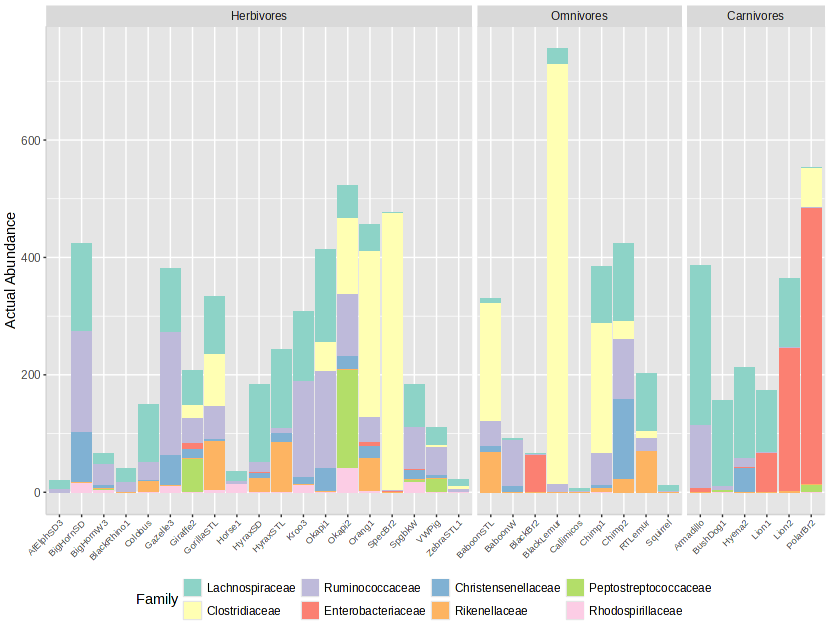 Herbivores Omnivores Carnivores
Actual Abundance
600
400
200
0
AfElphSD3 BigHornSD BigHornW3 BlackRhino1 Colobus Gazelle3 Giraffe2 GorillaSTL Horse1 HyraxSD HyraxSTL Kroo3 OKapi1 OKapi2 Orang1 SpecBr2 SpgbkW VWPig ZebraSTL1 BaboonSTL BaboonW BlackBr2 BlackLemur Callimicos Chimp1 Chimp2 RTLemur Squirrel Armadillo BushDog1 Hyena2 Lion1 Lion2 PolarBr2
Family
Lachnospiraceae Ruminococcaceae Christensenellaceae Peptostreptococcaceae
Clostridiaceae Enterobacteriaceae Rikenellaceae Rhodospirillaceae